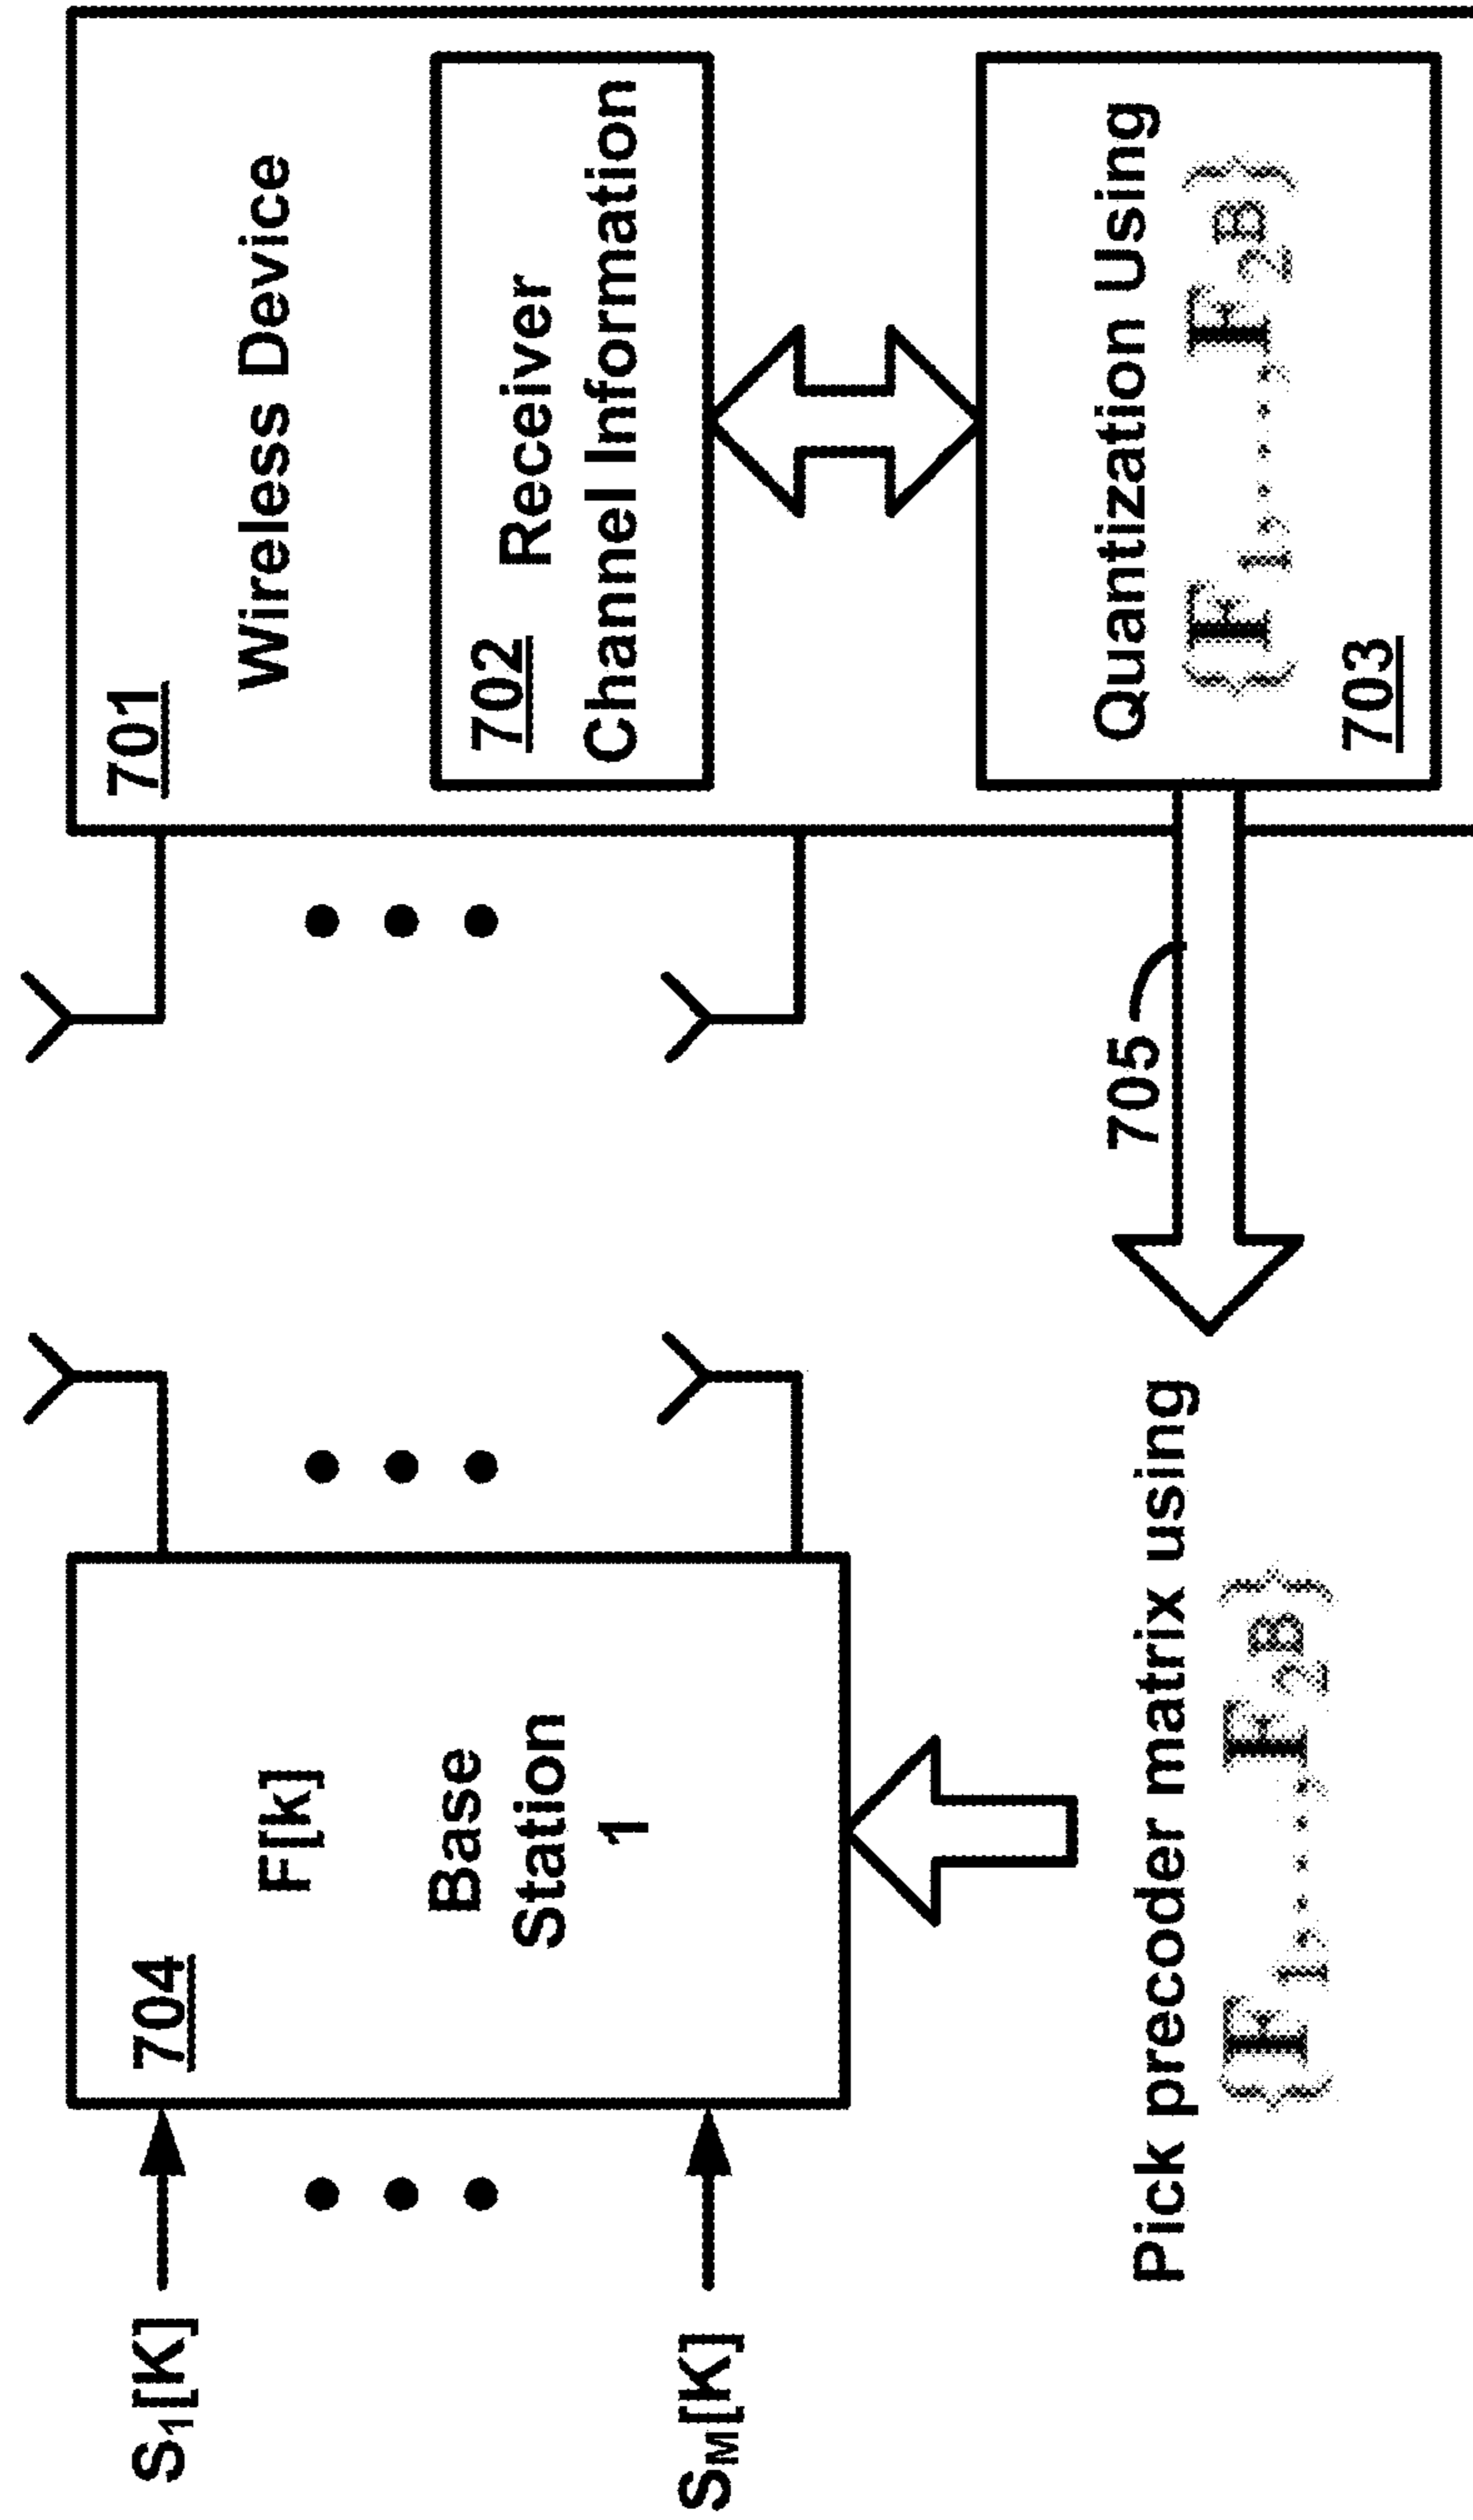 S1[K]
SM[K]
704
F[K]
Base
Station
1
Pick precoder matrix using
(F1,...,F2B)
705
701
Wireless Device
702
Receiver
Channel Information
Quantization Using
(F1,...,F2B)
703